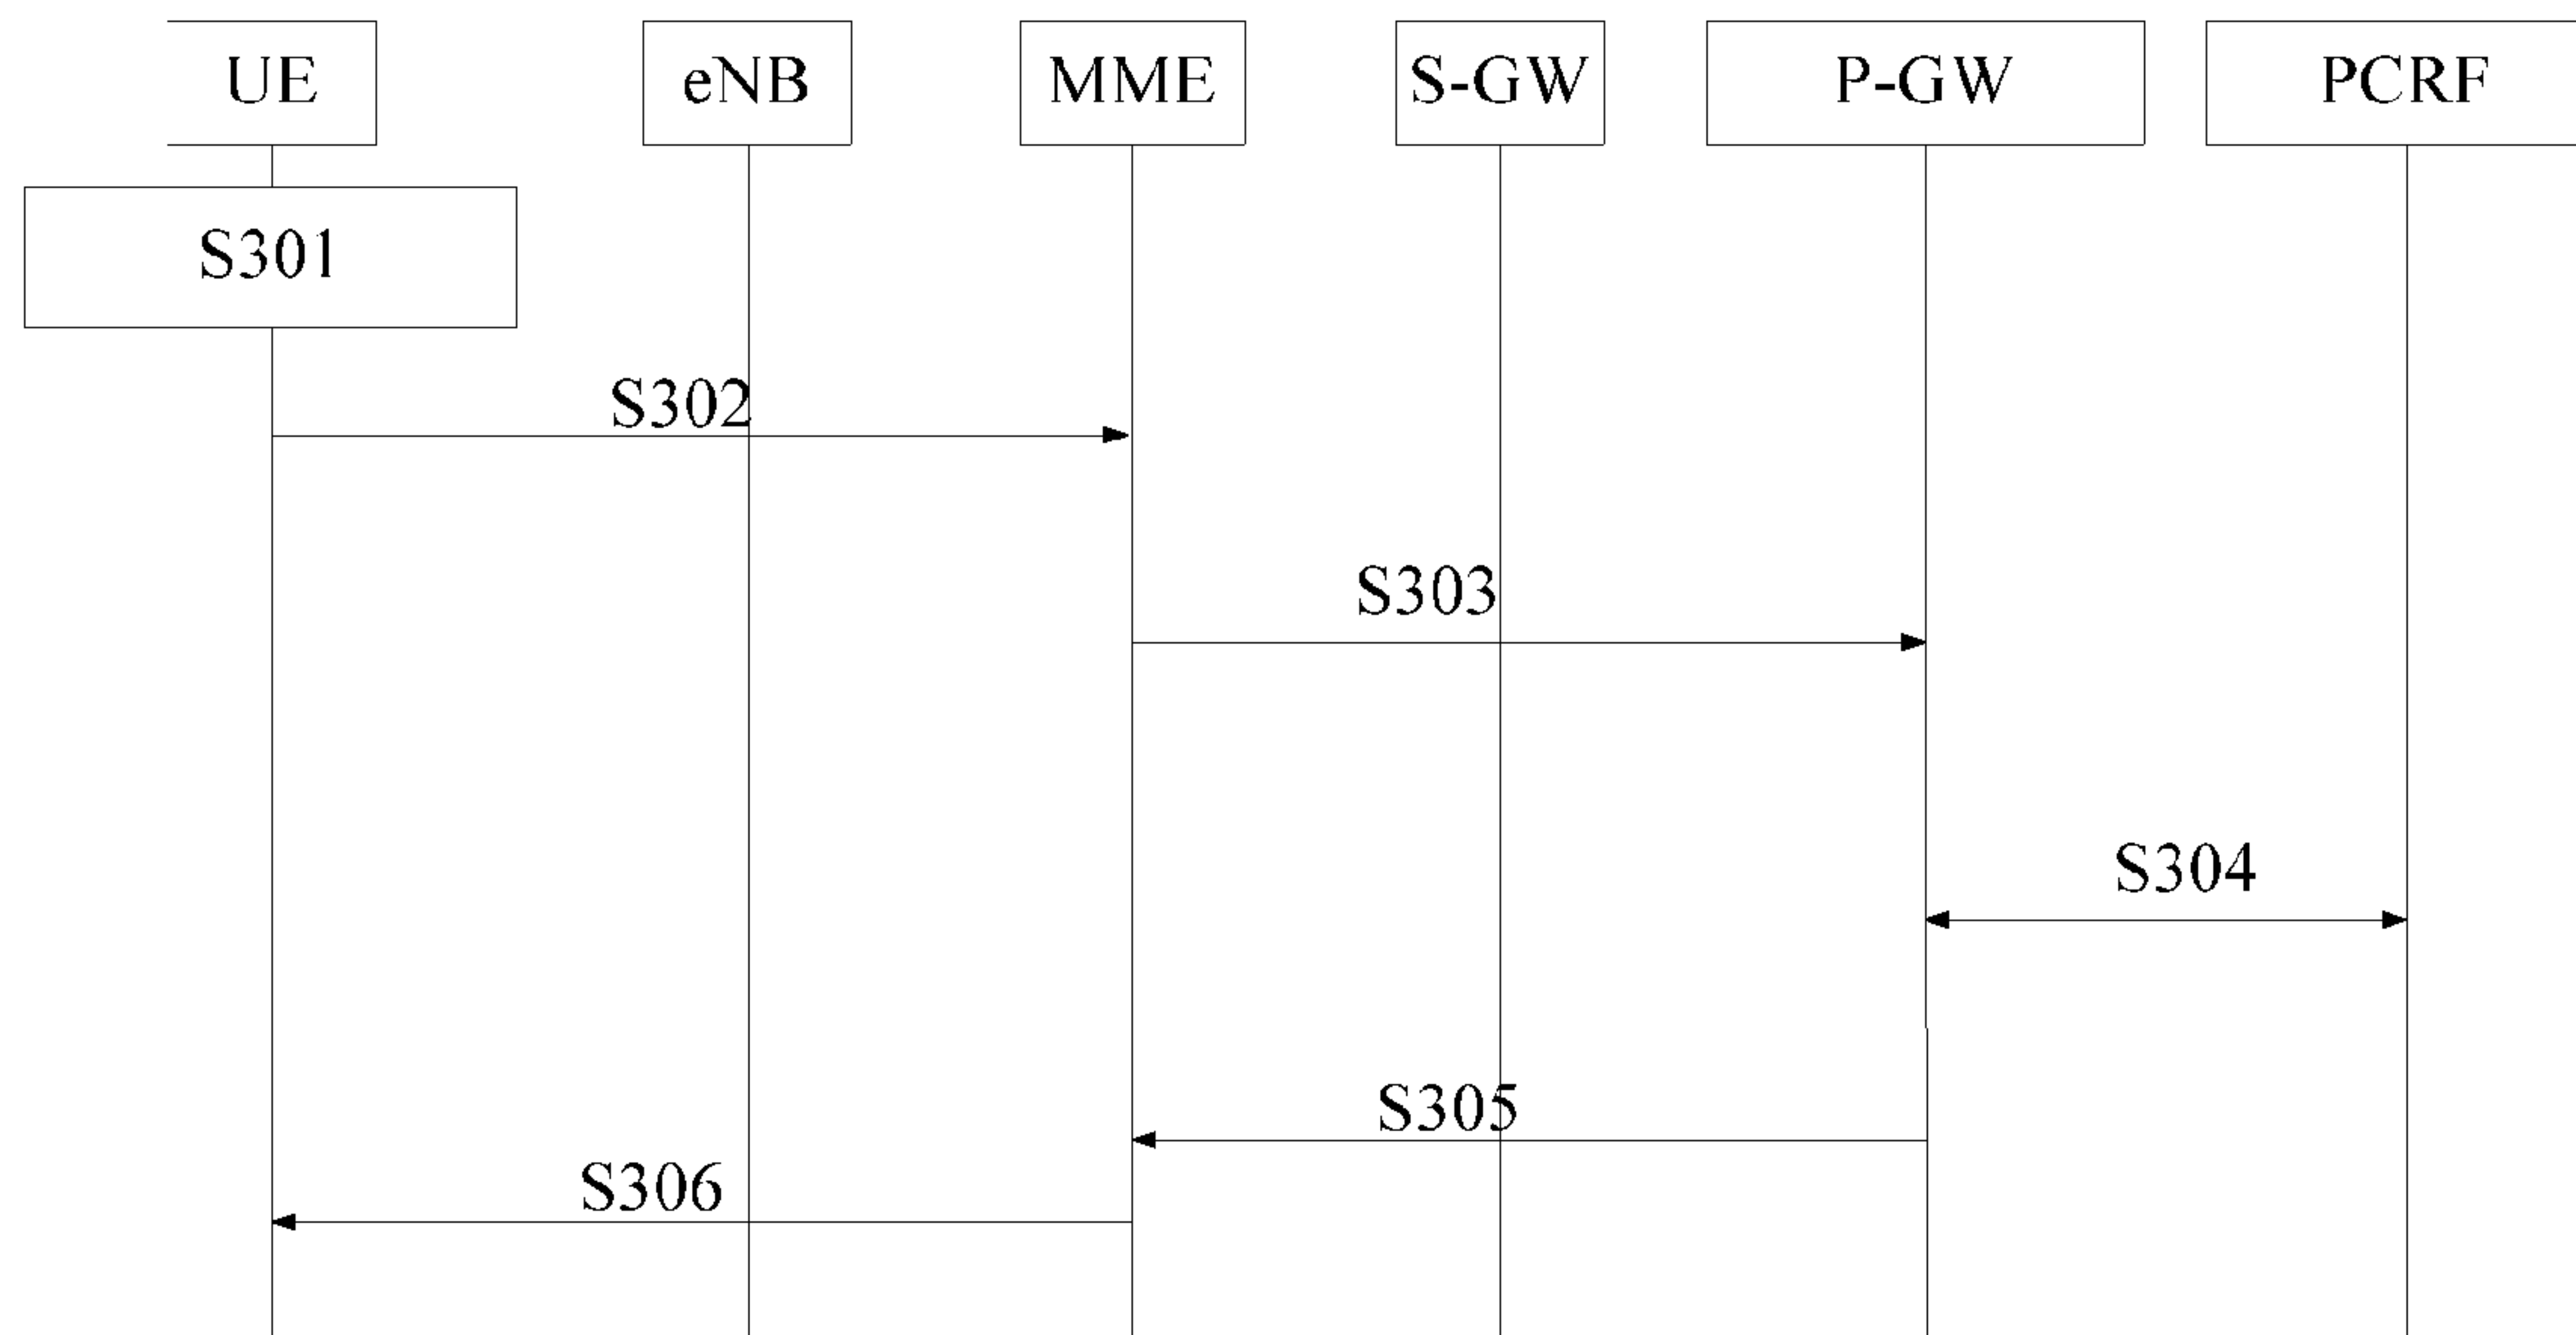 UE eNB MME S-GW P-GW PCRF
S301
S302
S303
S304
S305
S306